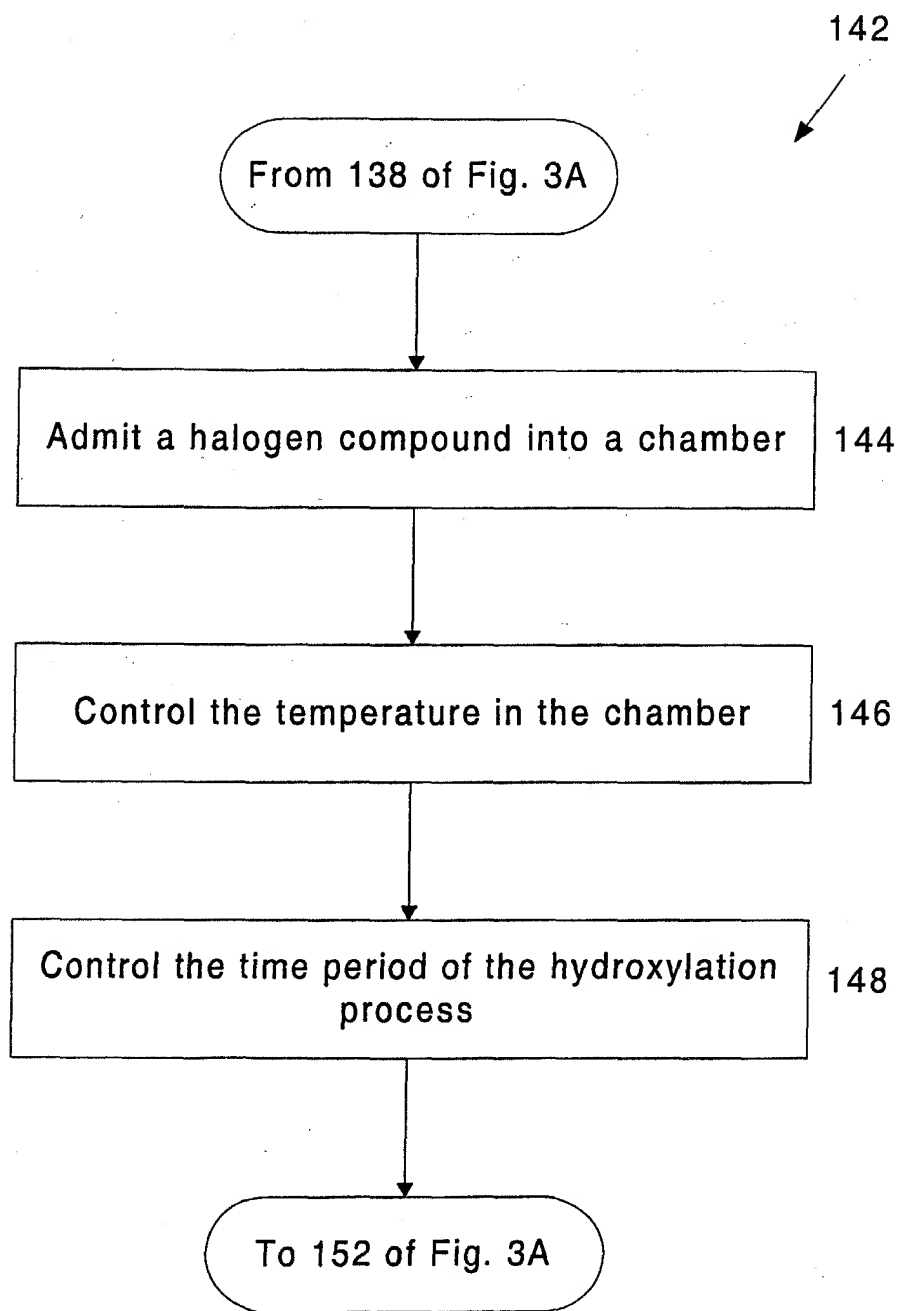 142
From 138 of Fig. 3A
Admit a halogen compound into a chamber
144
Control the temperature in the chamber
146
Control the time period of the hydroxylation
process
148
To 152 of Fig. 3A